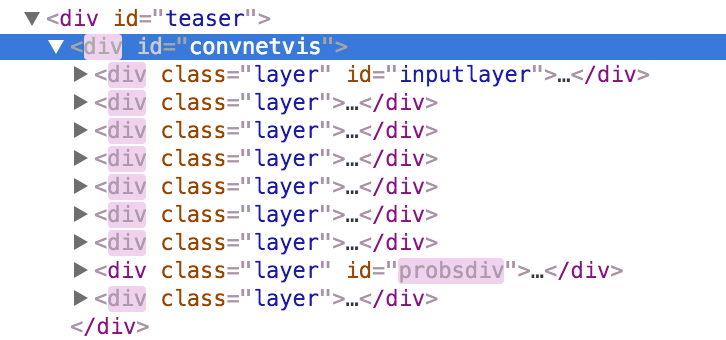 ▼<div id="teaser">
▼<div id="convnetvis">
▶<div class="layer" id="inputlayer">…</div>
▶<div class="layer">…</div>
▶<div class="layer">…</div>
▶<div class="layer">…</div>
▶<div class="layer">…</div>
▶<div class="layer">…</div>
▶<div class="layer">…</div>
▶<div class="layer" id="probsdiv">…</div>
▶<div class="layer">…</div>
</div>